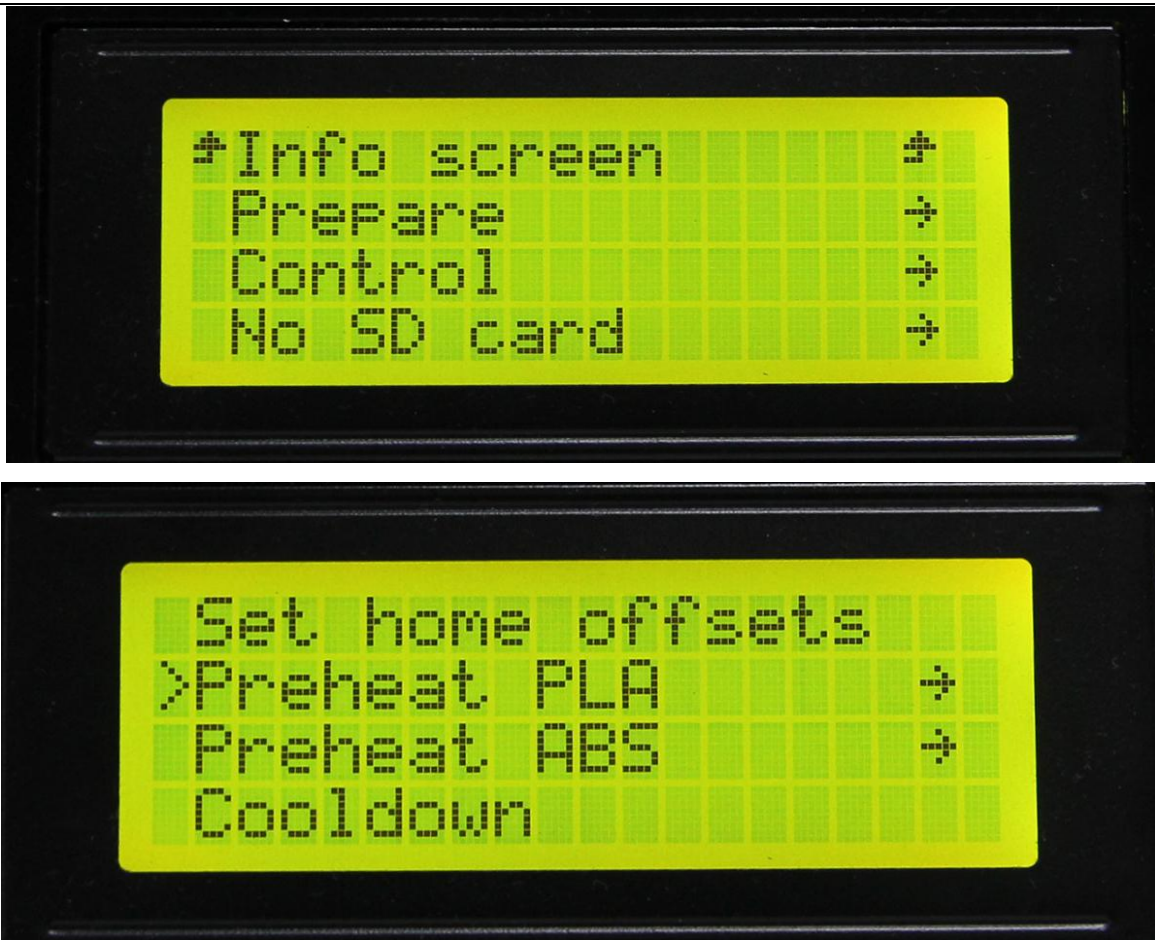 Info screen
Prepare →
Control →
No SD card →
Set home offsets
>Preheat PLA →
Preheat ABS →
Cooldown